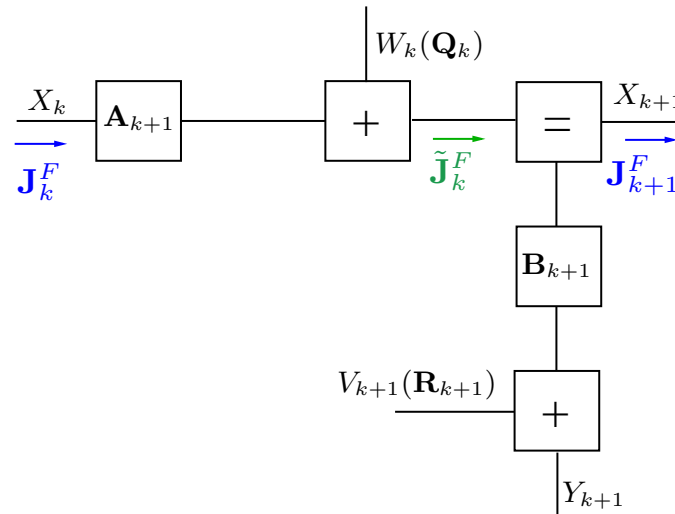 W_k(𝐐_k)
X_k
𝐀_{k+1}
+
=
X_{k+1}
𝐉_k^F
𝐉̃_k^F
𝐉_{k+1}^F
𝐁_{k+1}
V_{k+1}(𝐑_{k+1})
+
Y_{k+1}